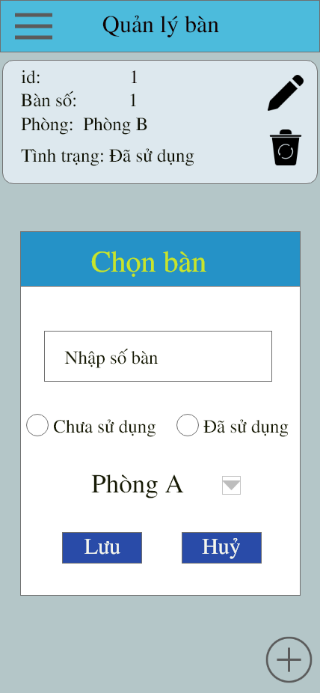 Quản lý bàn
id: 1
Bàn số: 1
Phòng: Phòng B
Tình trạng: Đã sử dụng
Chọn bàn
Nhập số bàn
Chưa sử dụng Đã sử dụng
Phòng A
Lưu Huỷ